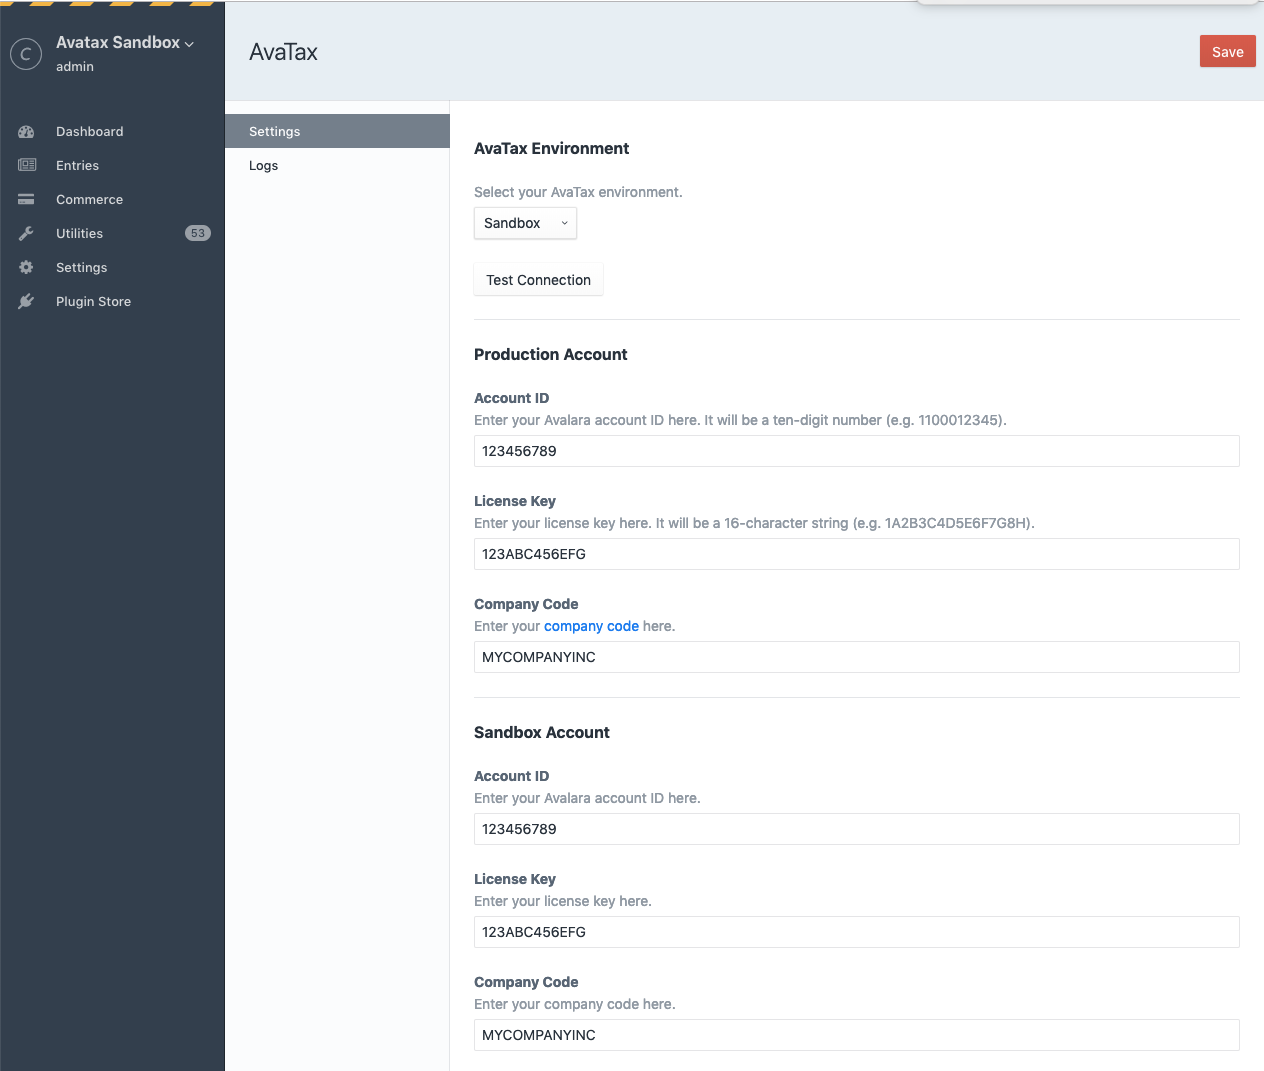 Avatax Sandbox
admin
C
AvaTax
Save
Dashboard
Entries
Commerce
Utilities 53
Settings
Plugin Store
Settings
Logs
AvaTax Environment
Select your AvaTax environment.
Sandbox
Test Connection
Production Account
Account ID
Enter your Avalara account ID here. It will be a ten-digit number (e.g. 1100012345).
123456789
License Key
Enter your license key here. It will be a 16-character string (e.g. 1A2B3C4D5E6F7G8H).
123ABC456EFG
Company Code
Enter your company code here.
MYCOMPANYINC
Sandbox Account
Account ID
Enter your Avalara account ID here.
123456789
License Key
Enter your license key here.
123ABC456EFG
Company Code
Enter your company code here.
MYCOMPANYINC